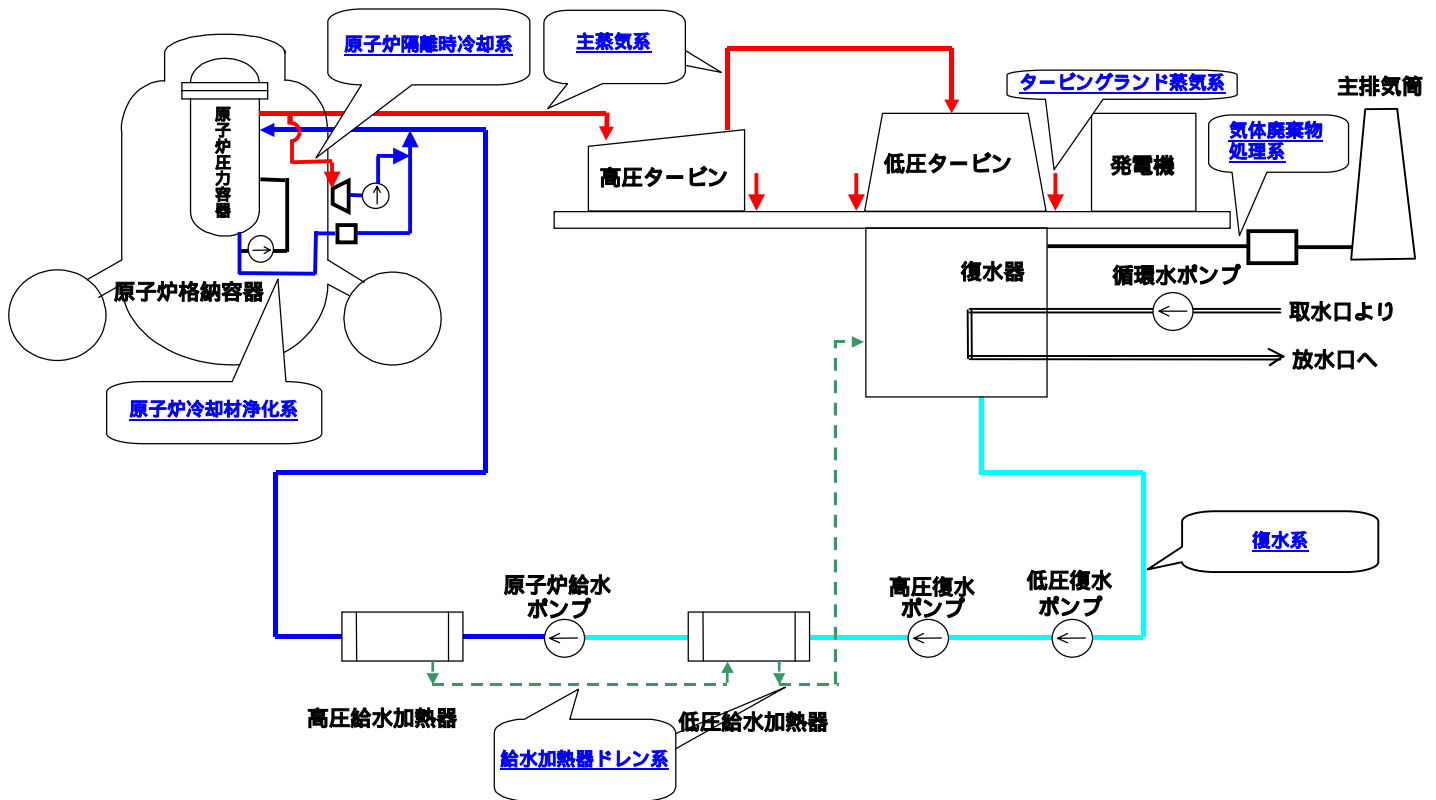 原子炉隔離時冷却系
主蒸気系
タービングランド蒸気系
主排気筒
気体廃棄物
処理系
原子炉圧力容器
高圧タービン
低圧タービン
発電機
復水器
循環水ポンプ
取水口より
放水口へ
原子炉格納容器
原子炉冷却材浄化系
復水系
原子炉給水
ポンプ
高圧復水
ポンプ
低圧復水
ポンプ
高圧給水加熱器
低圧給水加熱器
給水加熱器ドレン系